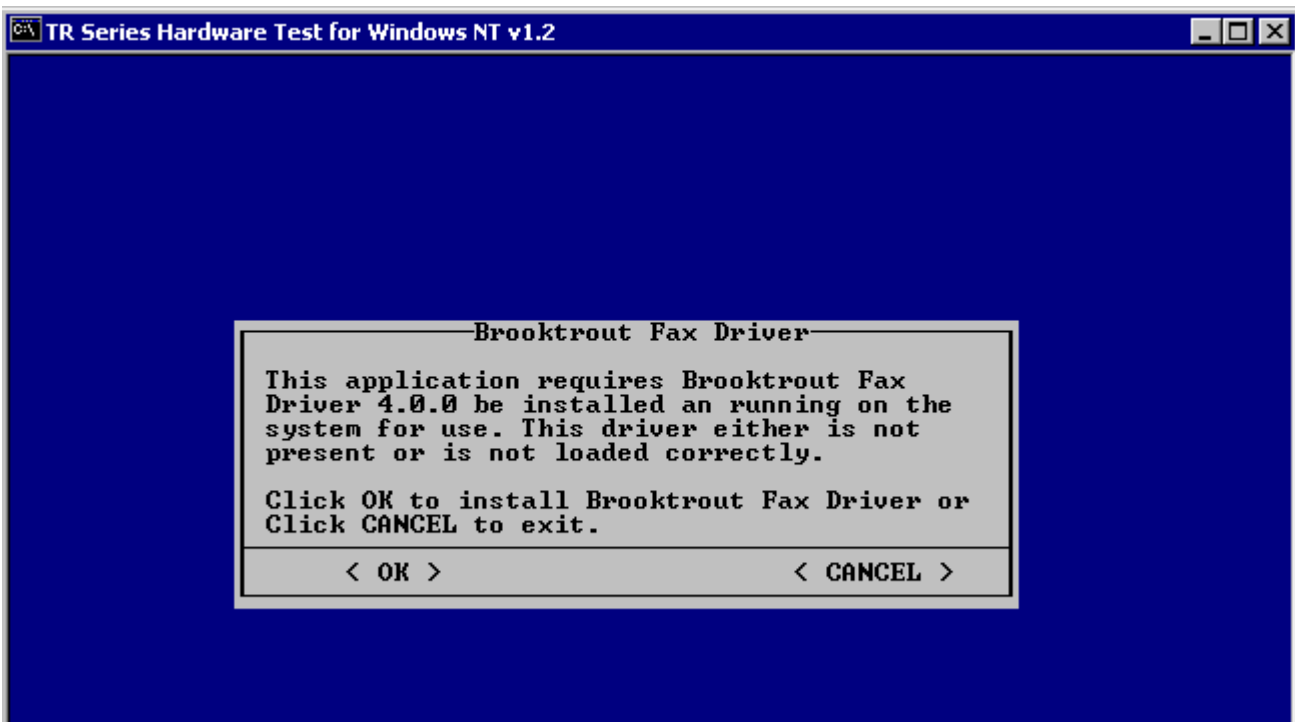 TR Series Hardware Test for Windows NT v1.2
Brooktrout Fax Driver
This application requires Brooktrout Fax
Driver 4.0.0 be installed an running on the
system for use. This driver either is not
present or is not loaded correctly.
Click OK to install Brooktrout Fax Driver or
Click CANCEL to exit.
< OK > < CANCEL >